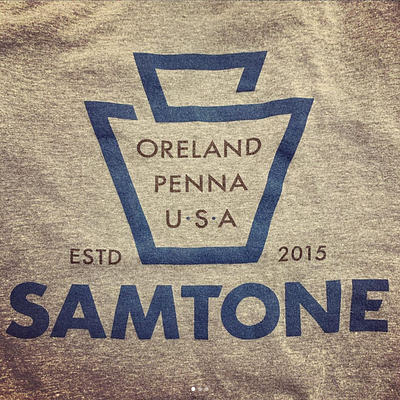 ORELAND
PENNA
U·S·A
ESTD 2015
SAMTONE